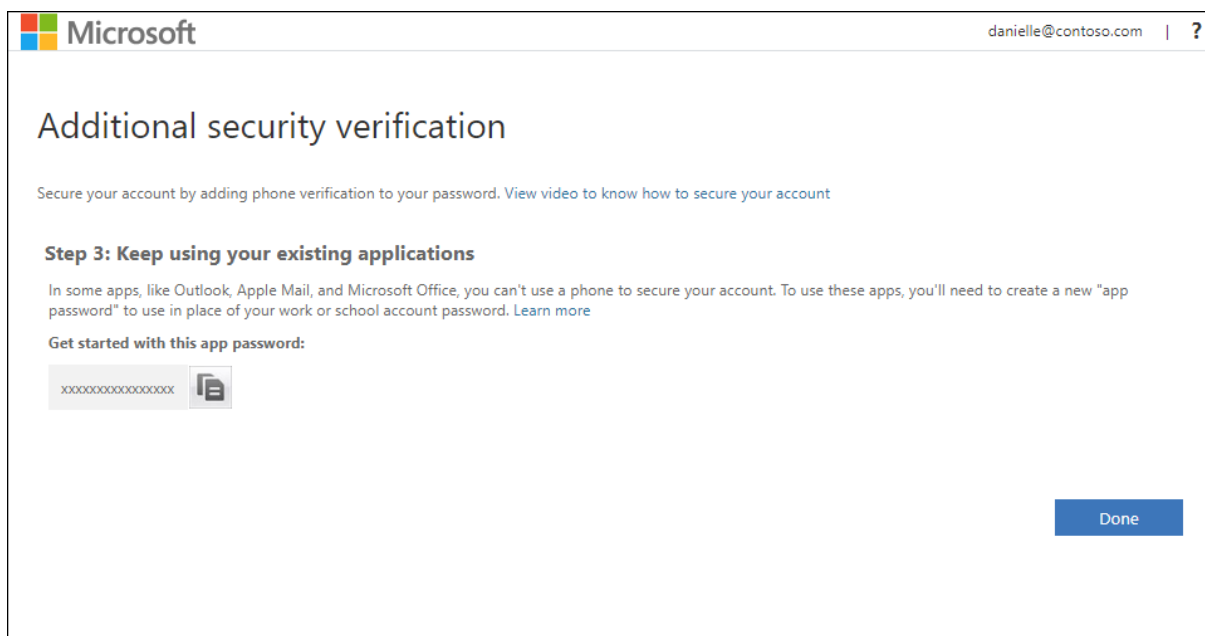 Microsoft danielle@contoso.com | ?
Additional security verification
Secure your account by adding phone verification to your password. View video to know how to secure your account
Step 3: Keep using your existing applications
In some apps, like Outlook, Apple Mail, and Microsoft Office, you can't use a phone to secure your account. To use these apps, you'll need to create a new "app
password" to use in place of your work or school account password. Learn more
Get started with this app password:
xxxxxxxxxxxxxxxx
Done